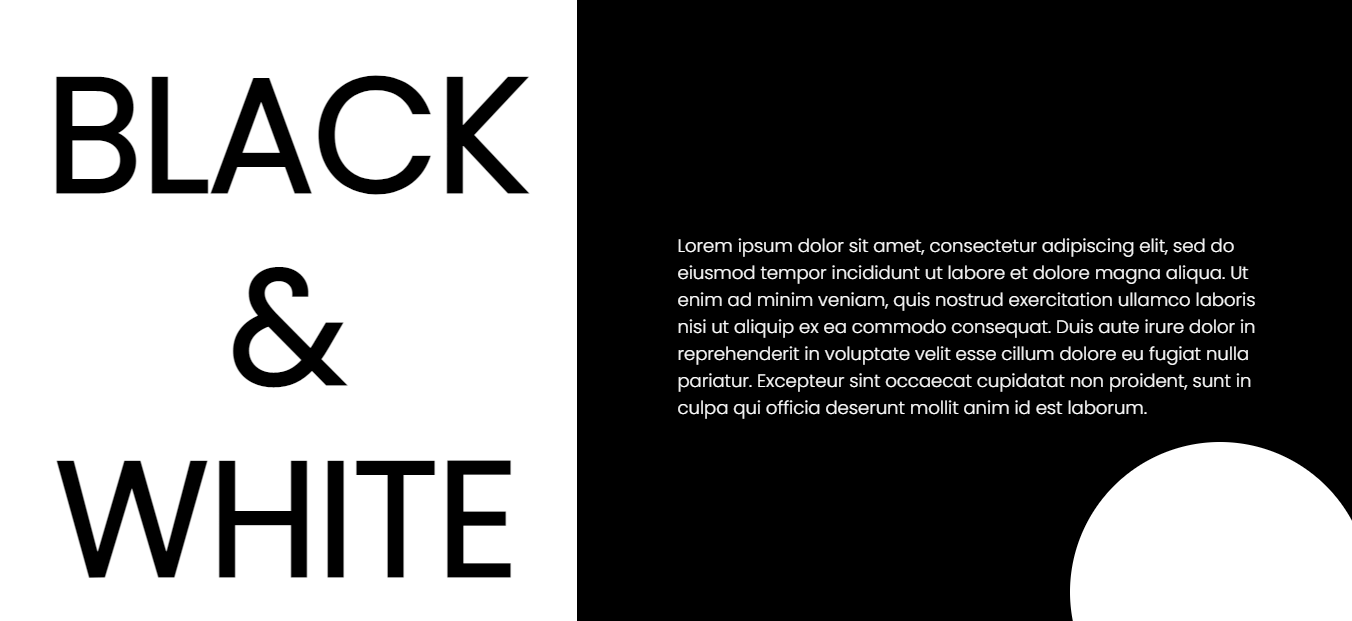 BLACK
&
WHITE
Lorem ipsum dolor sit amet, consectetur adipiscing elit, sed do
eiusmod tempor incididunt ut labore et dolore magna aliqua. Ut
enim ad minim veniam, quis nostrud exercitation ullamco laboris
nisi ut aliquip ex ea commodo consequat. Duis aute irure dolor in
reprehenderit in voluptate velit esse cillum dolore eu fugiat nulla
pariatur. Excepteur sint occaecat cupidatat non proident, sunt in
culpa qui officia deserunt mollit anim id est laborum.